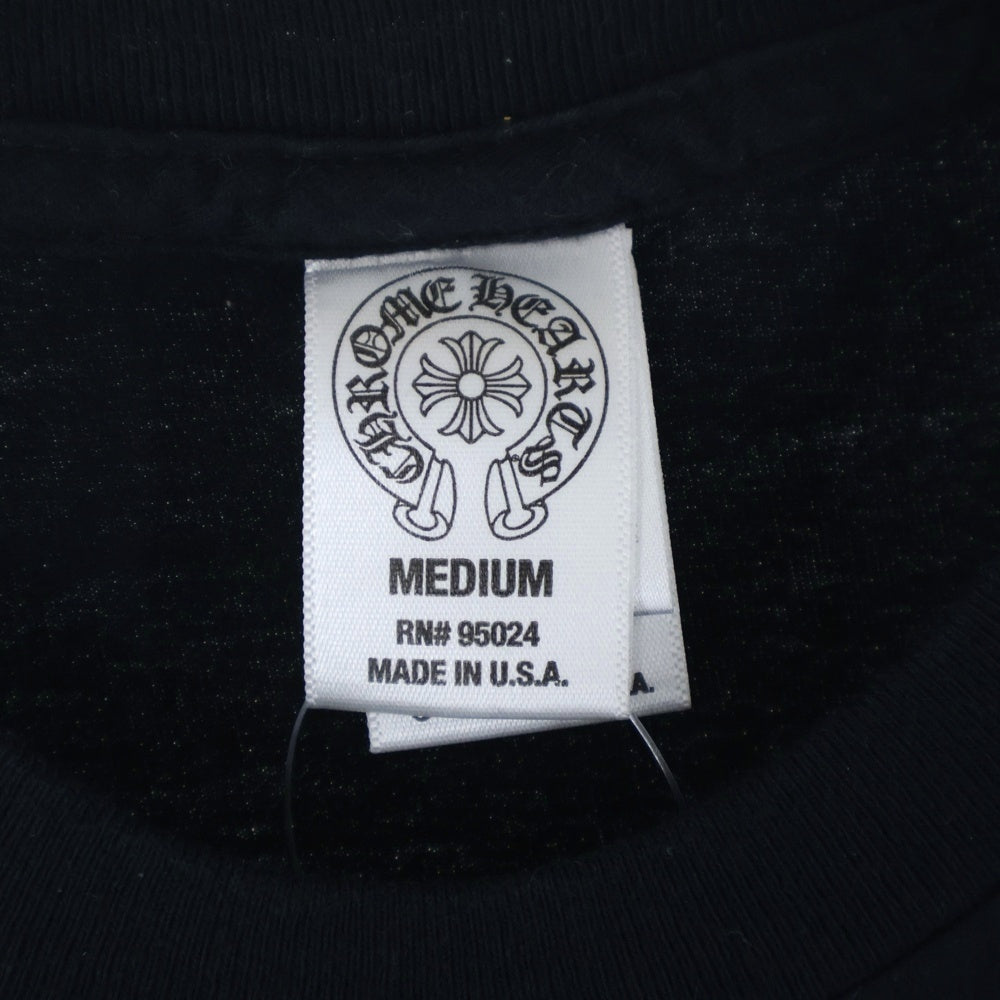 CHROME HEARTS
MEDIUM
RN# 95024
MADE IN U.S.A.
A.